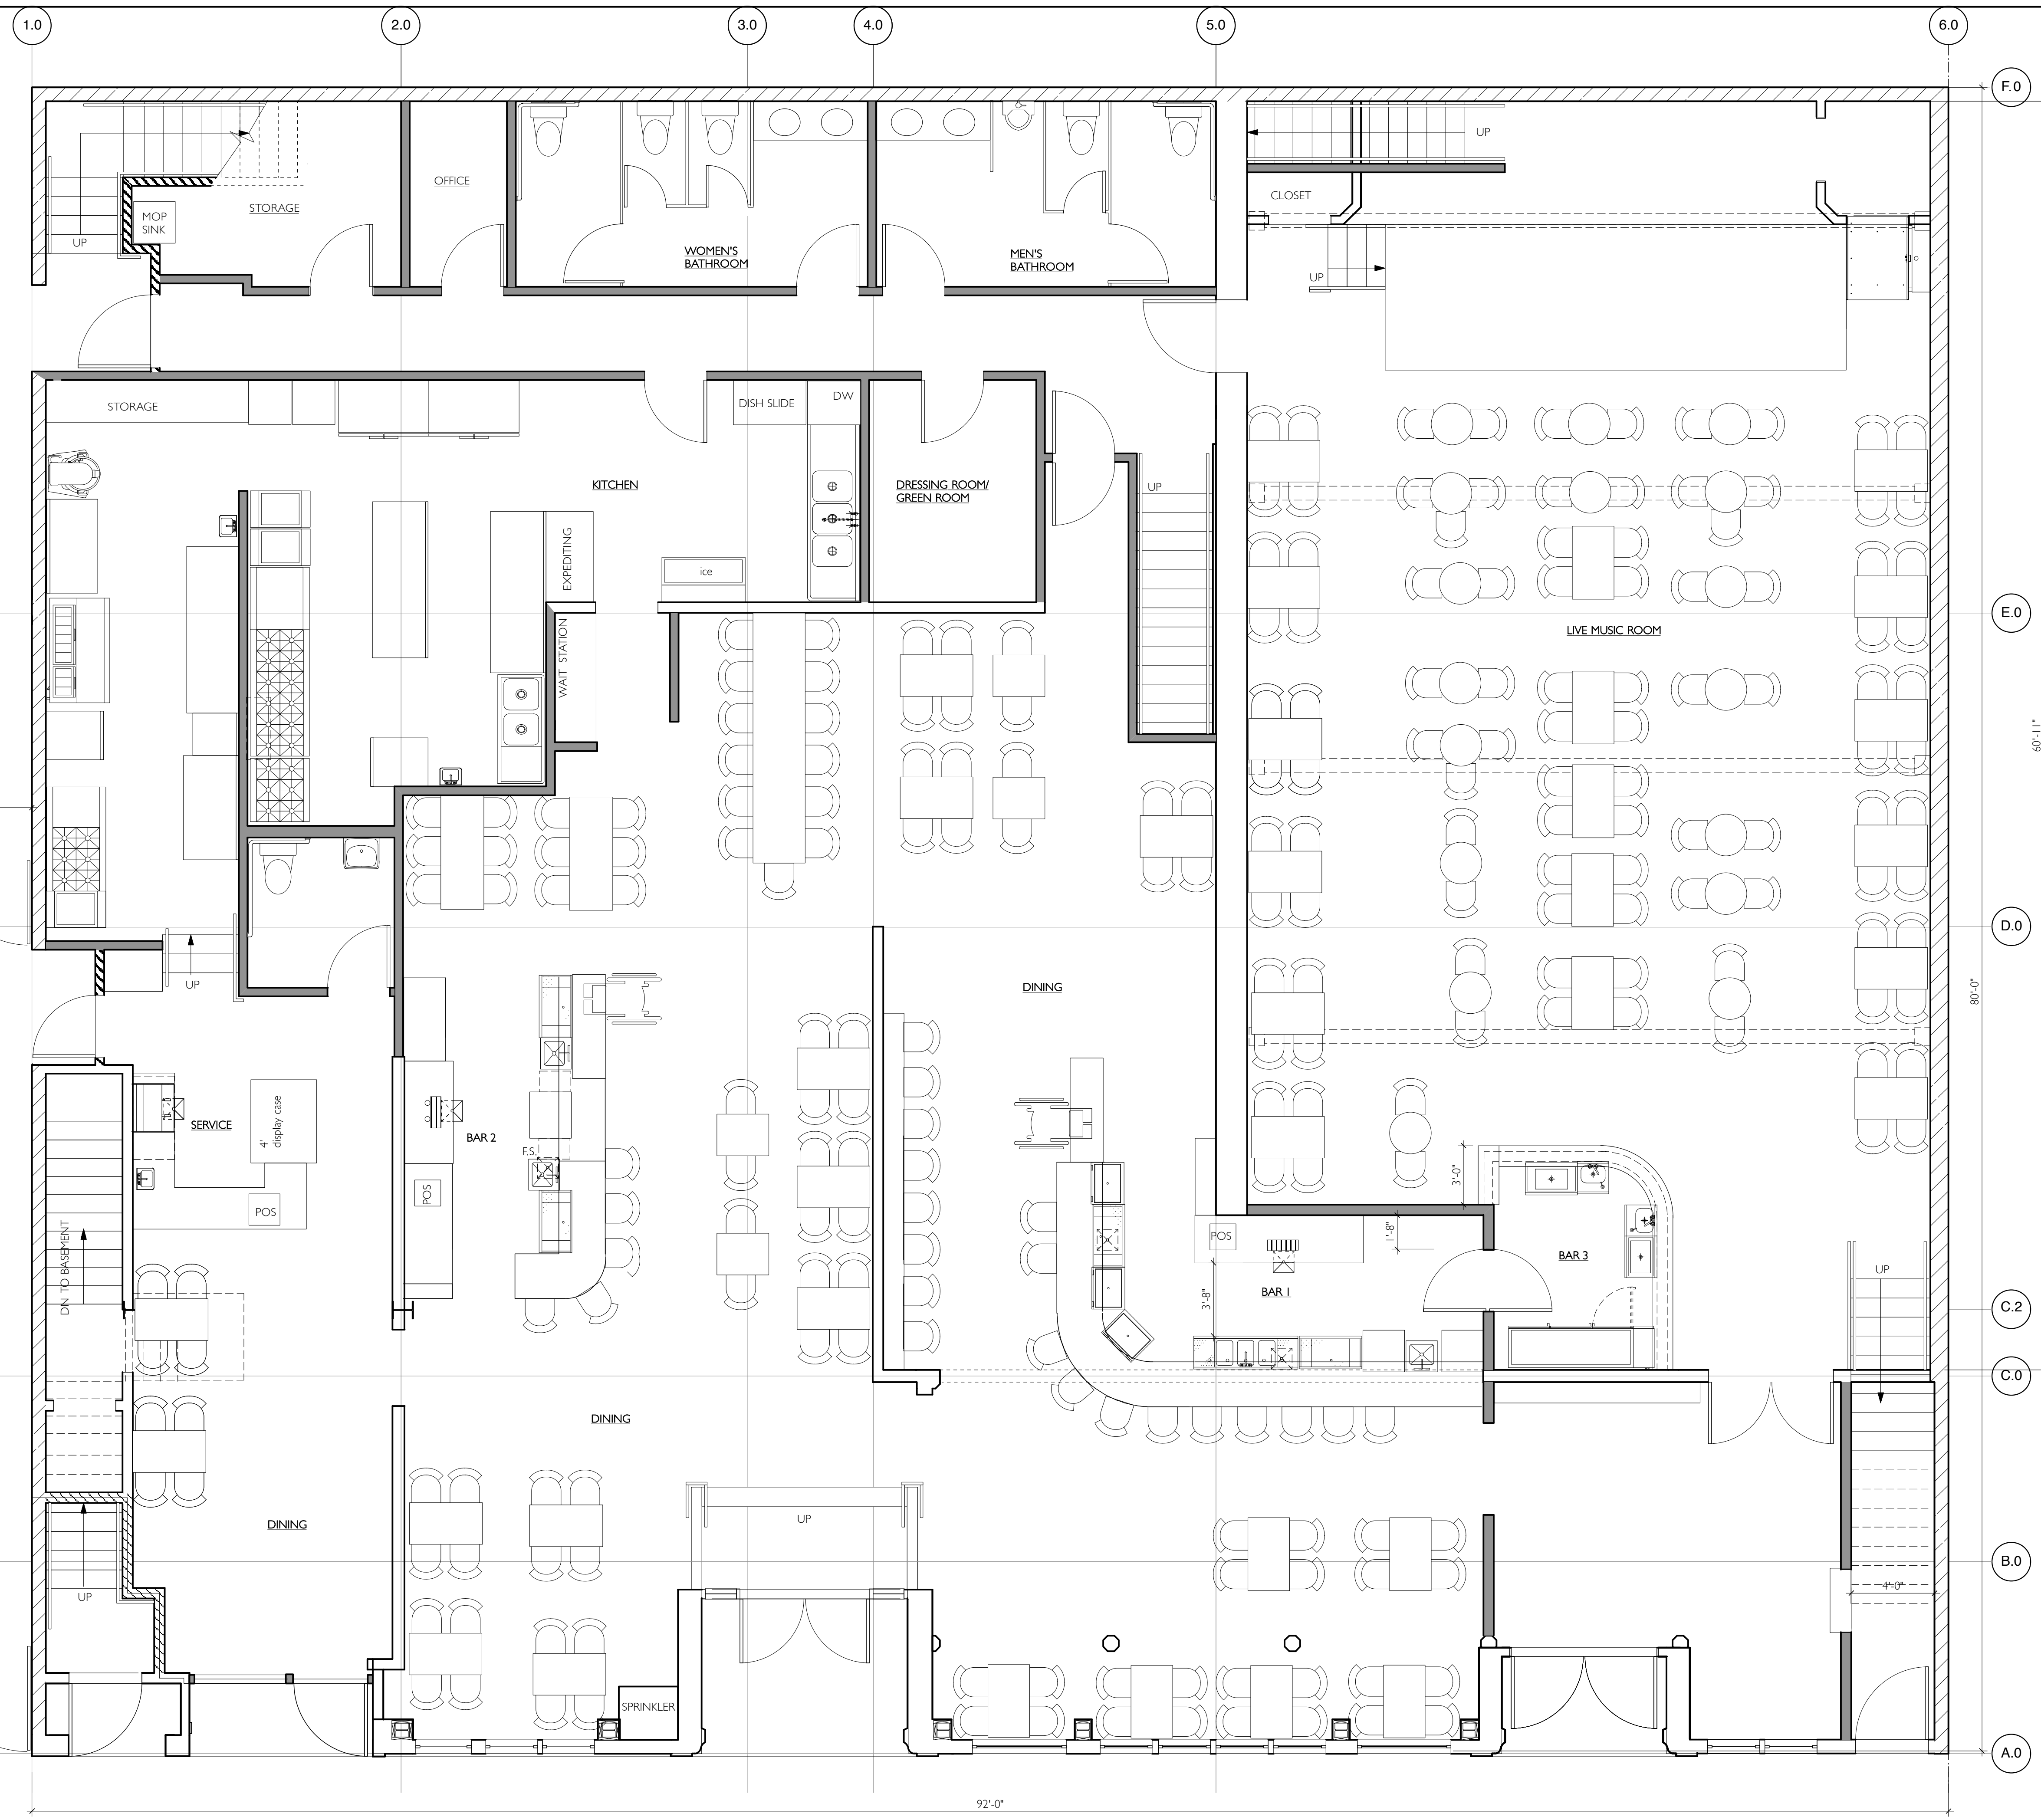 1.0
2.0
3.0
4.0
5.0
6.0
F.0
UP
OFFICE
CLOSET
STORAGE
MOP
SINK
UP
WOMEN'S
BATHROOM
MEN'S
BATHROOM
UP
STORAGE
DISH SLIDE
DW
KITCHEN
DRESSING ROOM/
GREEN ROOM
UP
EXPEDITING
ice
E.0
WAIT STATION
LIVE MUSIC ROOM
60'-11"
D.0
UP
DINING
80'-0"
SERVICE
4'
display case
BAR 2
F.S.
3'-0"
POS
POS
DN TO BASEMENT
POS
1'-8"
BAR 3
UP
BAR 1
3'-8"
C.2
C.0
DINING
DINING
UP
B.0
UP
4'-0"
SPRINKLER
A.0
92'-0"